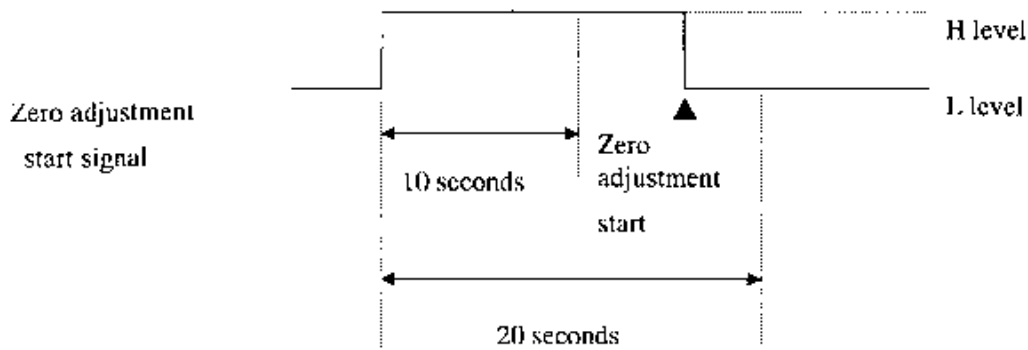 H level
L level
Zero adjustment
start signal
Zero
adjustment
start
10 seconds
20 seconds